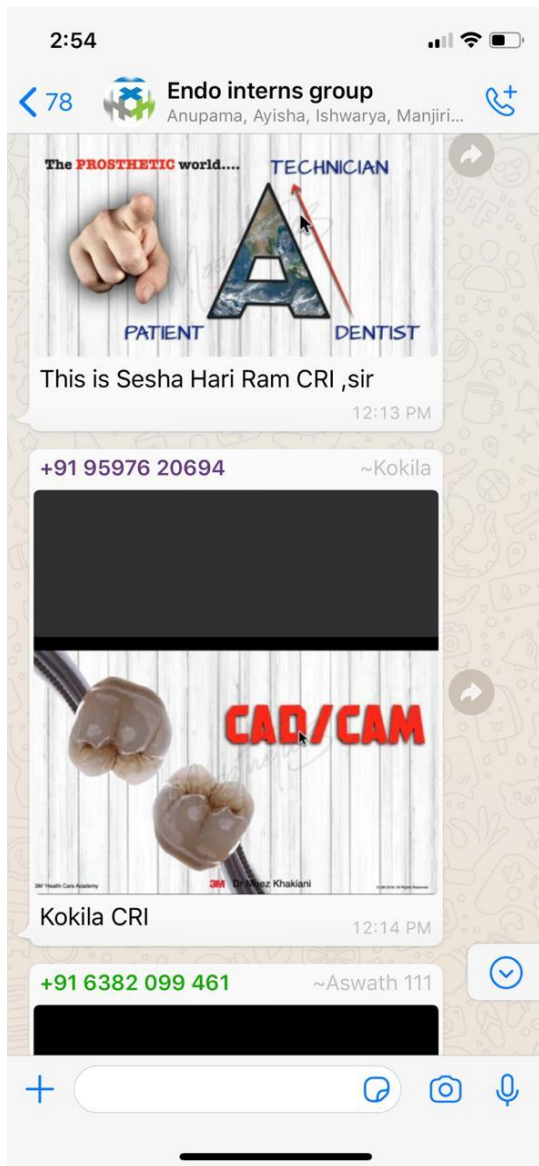 2:54
78
Endo interns group
Anupama, Ayisha, Ishwarya, Manjiri...
The PROSTHETIC world....
TECHNICIAN
A
PATIENT
DENTIST
This is Sesha Hari Ram CRI ,sir
12:13 PM
+91 95976 20694
~Kokila
CAD/CAM
3M Health Care Academy
3M Dr Meez Khakiani
Kokila CRI
12:14 PM
+91 6382 099 461
~Aswath 111